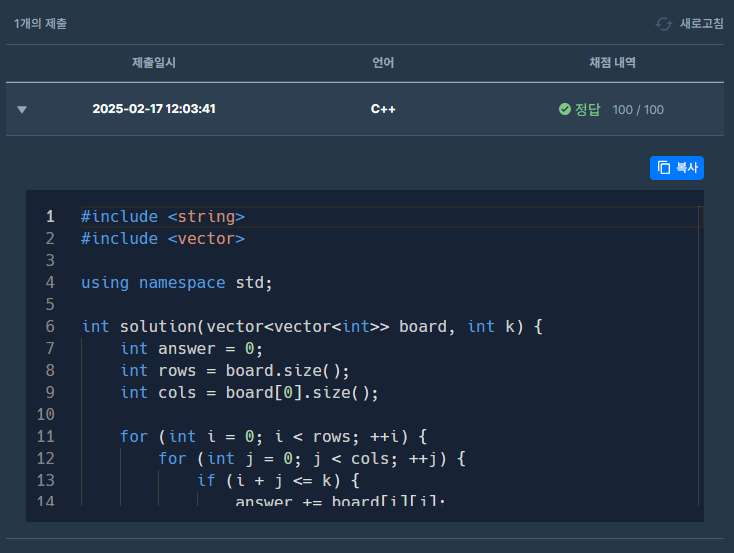 1개의 제출
새로고침
제출일시 언어 채점 내역
2025-02-17 12:03:41 C++ 정답 100 / 100
복사
1 #include <string>
2 #include <vector>
3
4 using namespace std;
5
6 int solution(vector<vector<int>> board, int k) {
7     int answer = 0;
8     int rows = board.size();
9     int cols = board[0].size();
10
11     for (int i = 0; i < rows; ++i) {
12         for (int j = 0; j < cols; ++j) {
13             if (i + j <= k) {
14                 answer += board[i][j];